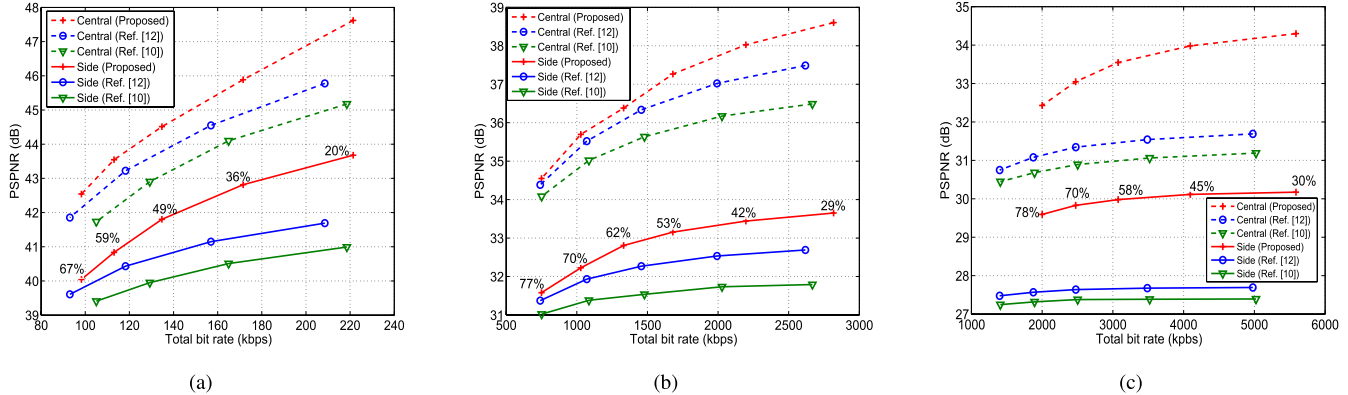 48
47
46
45
44
43
42
41
40
39
PSPNR (dB)
Central (Proposed)
Central (Ref. [12])
Central (Ref. [10])
Side (Proposed)
Side (Ref. [12])
Side (Ref. [10])
67%
59%
49%
36%
20%
80 100 120 140 160 180 200 220 240
Total bit rate (kbps)
(a)
39
38
37
36
35
34
33
32
31
PSPNR (dB)
Central (Proposed)
Central (Ref. [12])
Central (Ref. [10])
Side (Proposed)
Side (Ref. [12])
Side (Ref. [10])
77%
70%
62%
53%
42%
29%
500 1000 1500 2000 2500 3000
Total bit rate (kbps)
(b)
35
34
33
32
31
30
29
28
27
PSPNR (dB)
78%
70%
58%
45%
30%
Central (Proposed)
Central (Ref. [12])
Central (Ref. [10])
Side (Proposed)
Side (Ref. [12])
Side (Ref. [10])
1000 2000 3000 4000 5000 6000
Total bit rate (kbps)
(c)